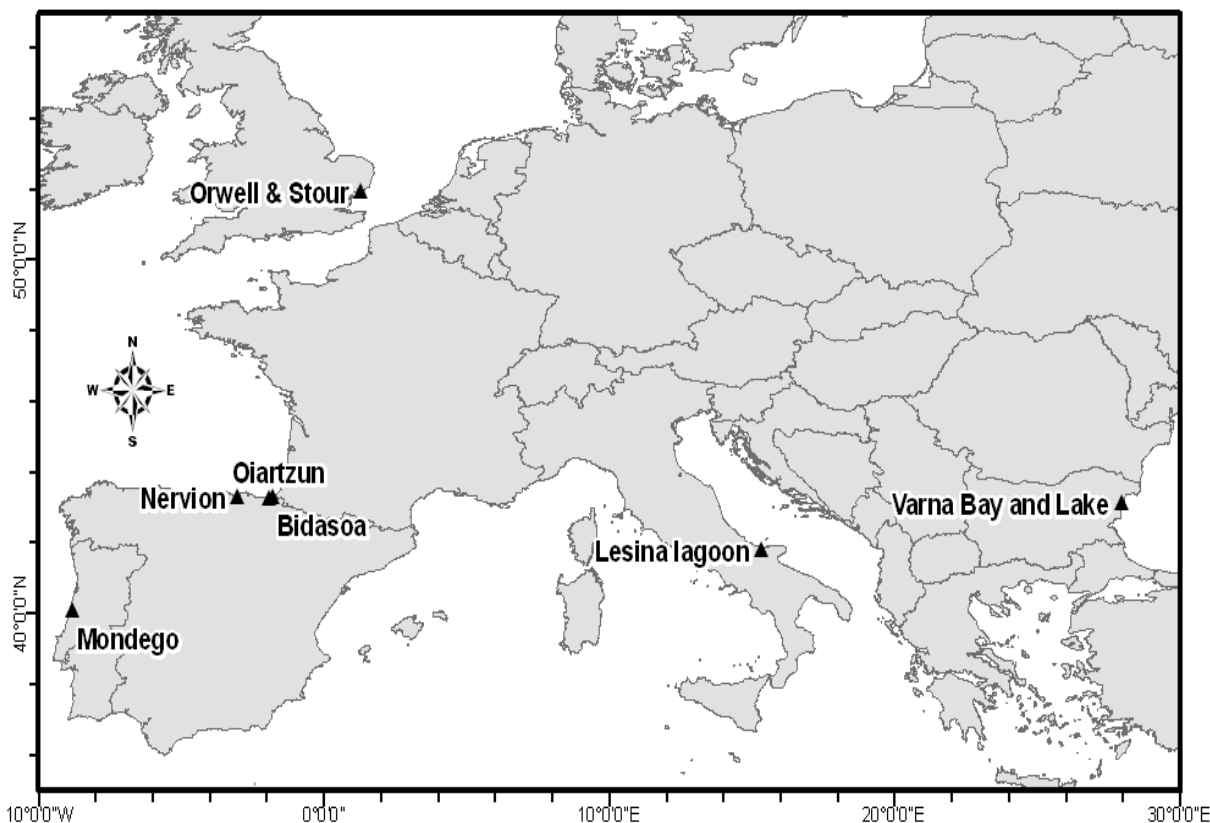 Orwell & Stour
50°0'0"N
N
W
E
S
Oiartzun
Nervion
Bidasoa
Varna Bay and Lake
Lesina lagoon
40°0'0"N
Mondego
10°0'0"W
0°0'0"
10°0'0"E
20°0'0"E
30°0'0"E